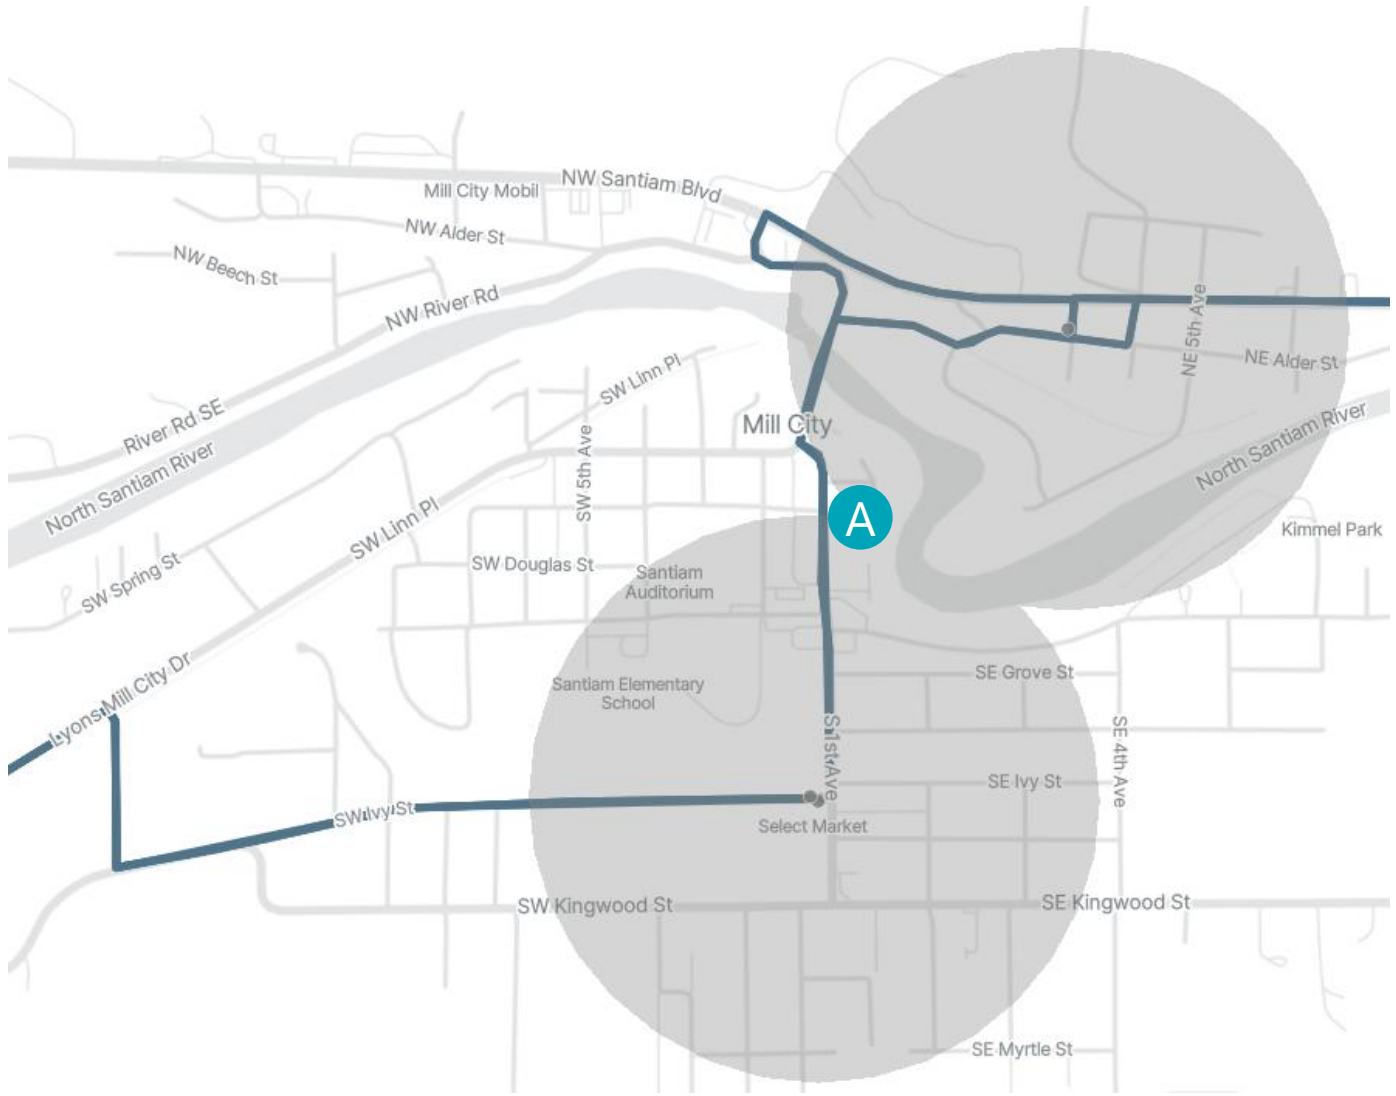 NW Santiam Blvd
Mill City Mobil
NW Alder St
NW Beech St
NW River Rd
NE 5th Ave
NE Alder St
SW Linn Pl
River Rd SE
Mill City
North Santiam River
North Santiam River
SW 5th Ave
A
SW Linn Pl
Kimmel Park
SW Douglas St
Santiam
Auditorium
SW Spring St
SE Grove St
Santiam Elementary
School
Lyons Mill City Dr
S 1st Ave
SE 4th Ave
SE Ivy St
SW Ivy St
Select Market
SW Kingwood St
SE Kingwood St
SE Myrtle St